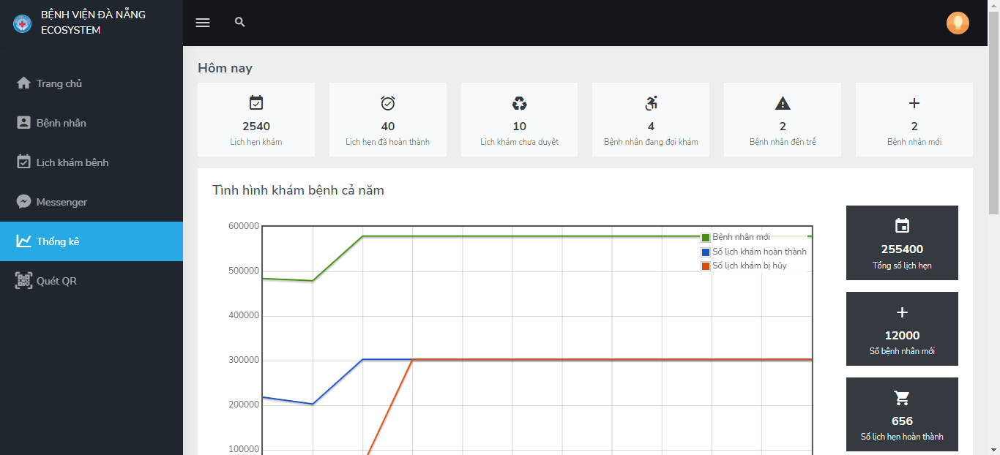 BỆNH VIỆN ĐÀ NẴNG
ECOSYSTEM
Trang chủ
Bệnh nhân
Lịch khám bệnh
Messenger
Thống kê
Quét QR
Hôm nay
2540
Lịch hẹn khám
40
Lịch hẹn đã hoàn thành
10
Lịch khám chưa duyệt
4
Bệnh nhân đang đợi khám
2
Bệnh nhân đến trễ
2
Bệnh nhân mới
Tình hình khám bệnh cả năm
600000
500000
400000
300000
200000
100000
Bệnh nhân mới
Số lịch khám hoàn thành
Số lịch khám bị hủy
255400
Tổng số lịch hẹn
12000
Số bệnh nhân mới
656
Số lịch hẹn hoàn thành